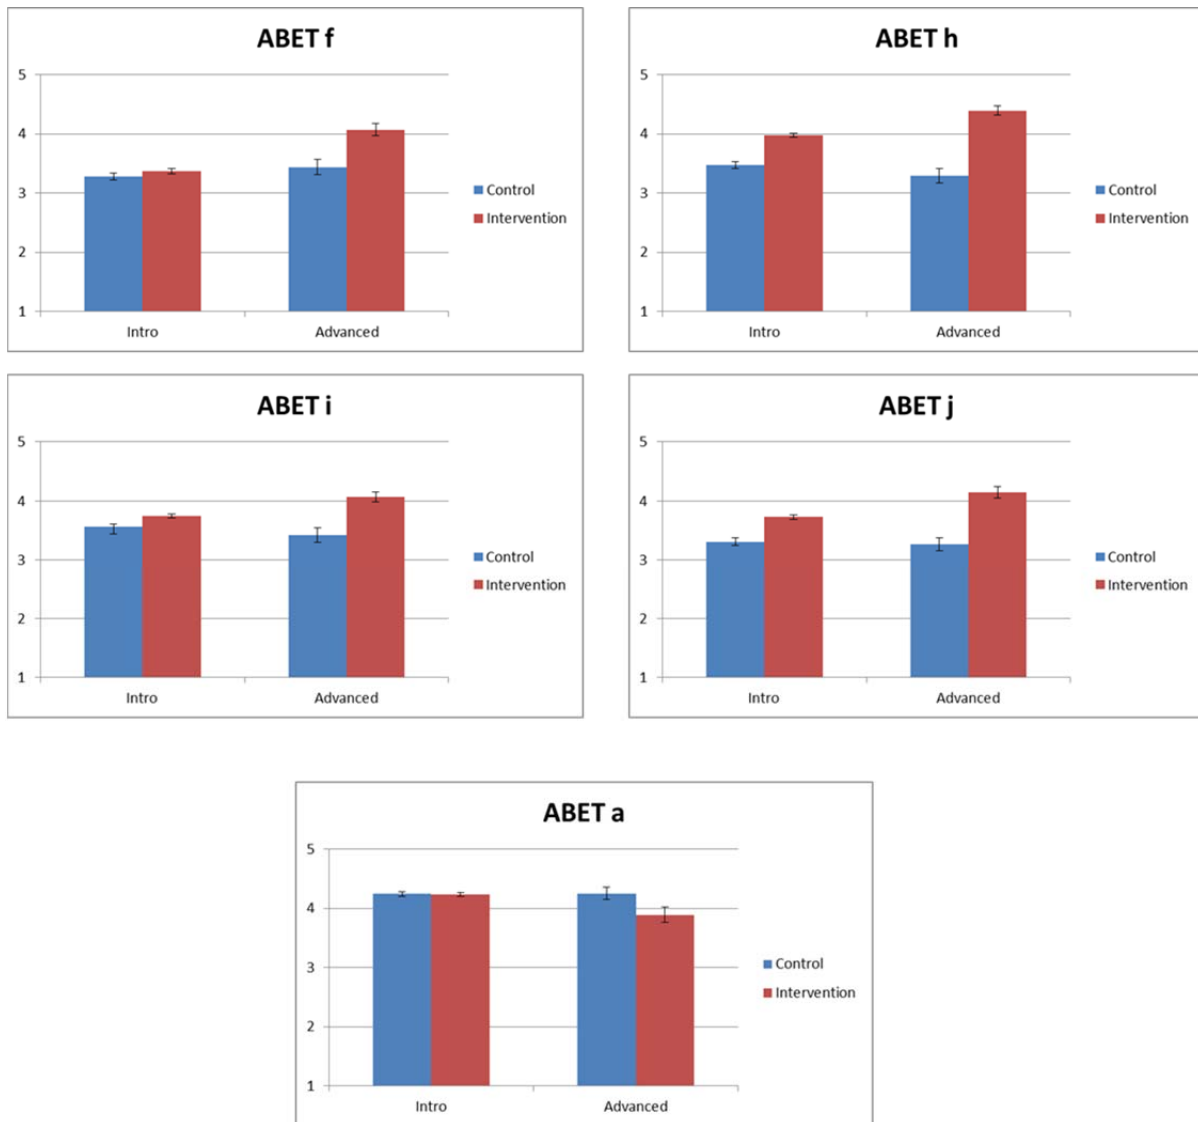 ABET f
5
4
3
2
1
Intro
Advanced
Control
Intervention
ABET h
5
4
3
2
1
Intro
Advanced
Control
Intervention
ABET i
5
4
3
2
1
Intro
Advanced
Control
Intervention
ABET j
5
4
3
2
1
Intro
Advanced
Control
Intervention
ABET a
5
4
3
2
1
Intro
Advanced
Control
Intervention